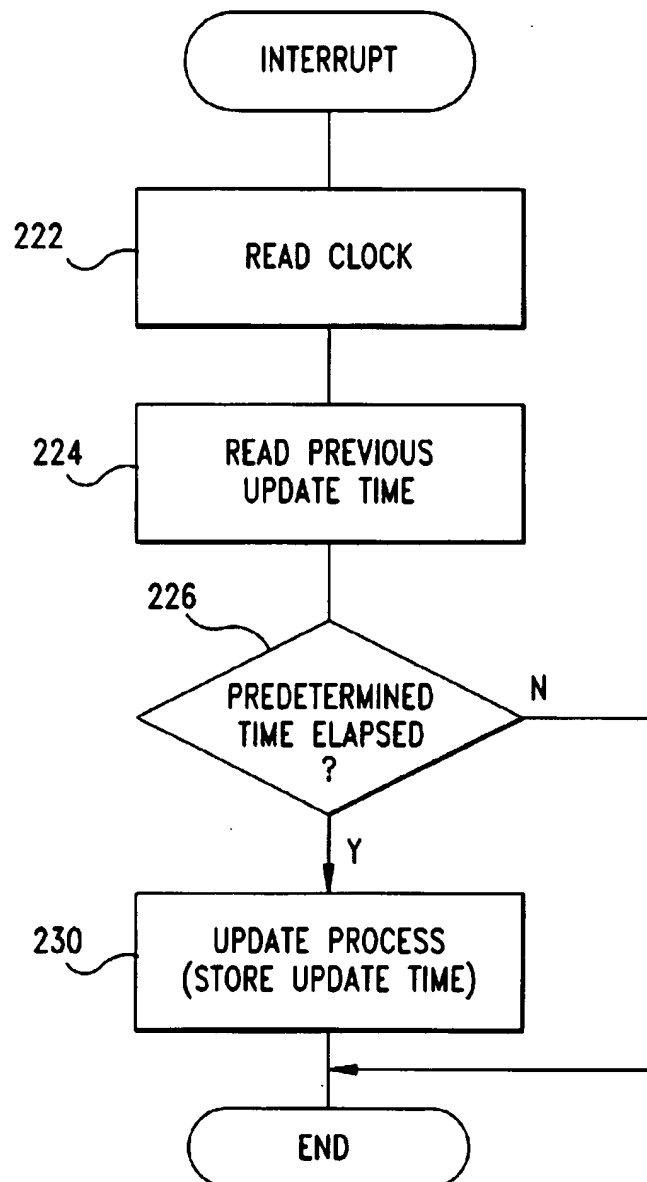 INTERRUPT
222
READ CLOCK
224
READ PREVIOUS
UPDATE TIME
226
PREDETERMINED
TIME ELAPSED
?
N
Y
230
UPDATE PROCESS
(STORE UPDATE TIME)
END